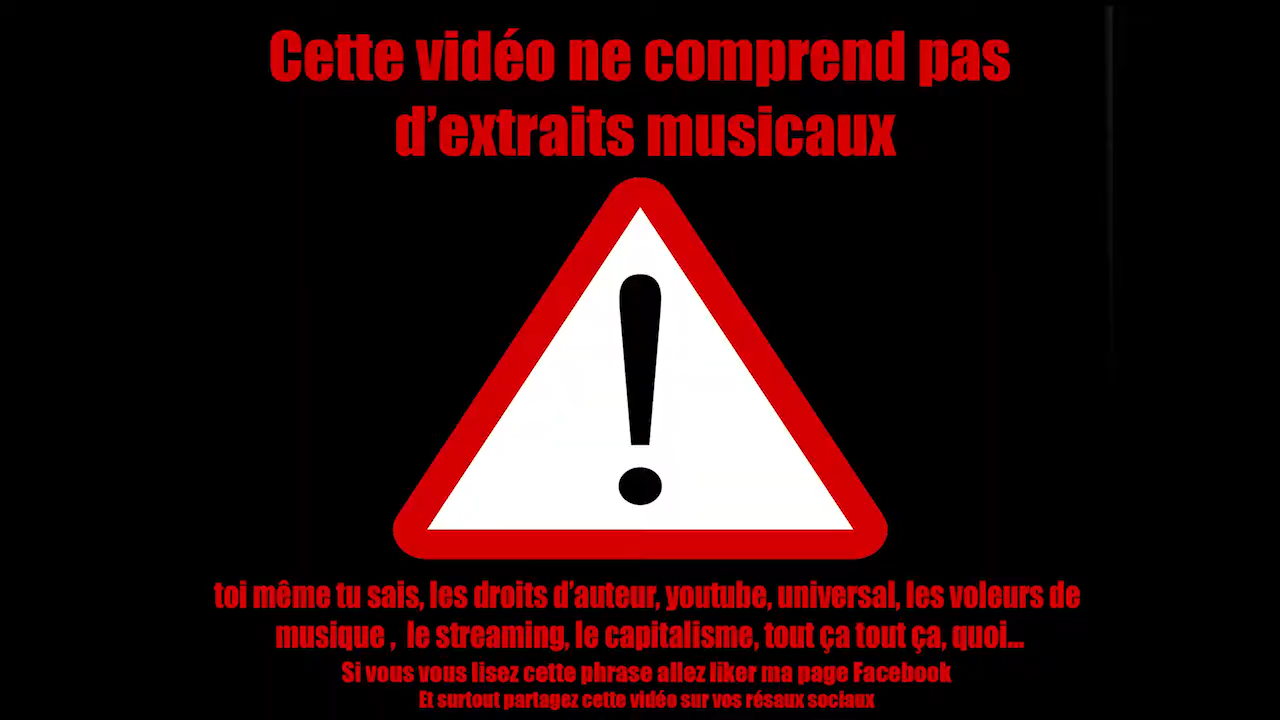 Cette vidéo ne comprend pas
d’extraits musicaux
toi même tu sais, les droits d’auteur, youtube, universal, les voleurs de
musique , le streaming, le capitalisme, tout ça tout ça, quoi...
Si vous vous lisez cette phrase allez liker ma page Facebook
Et surtout partagez cette vidéo sur vos résaux sociaux